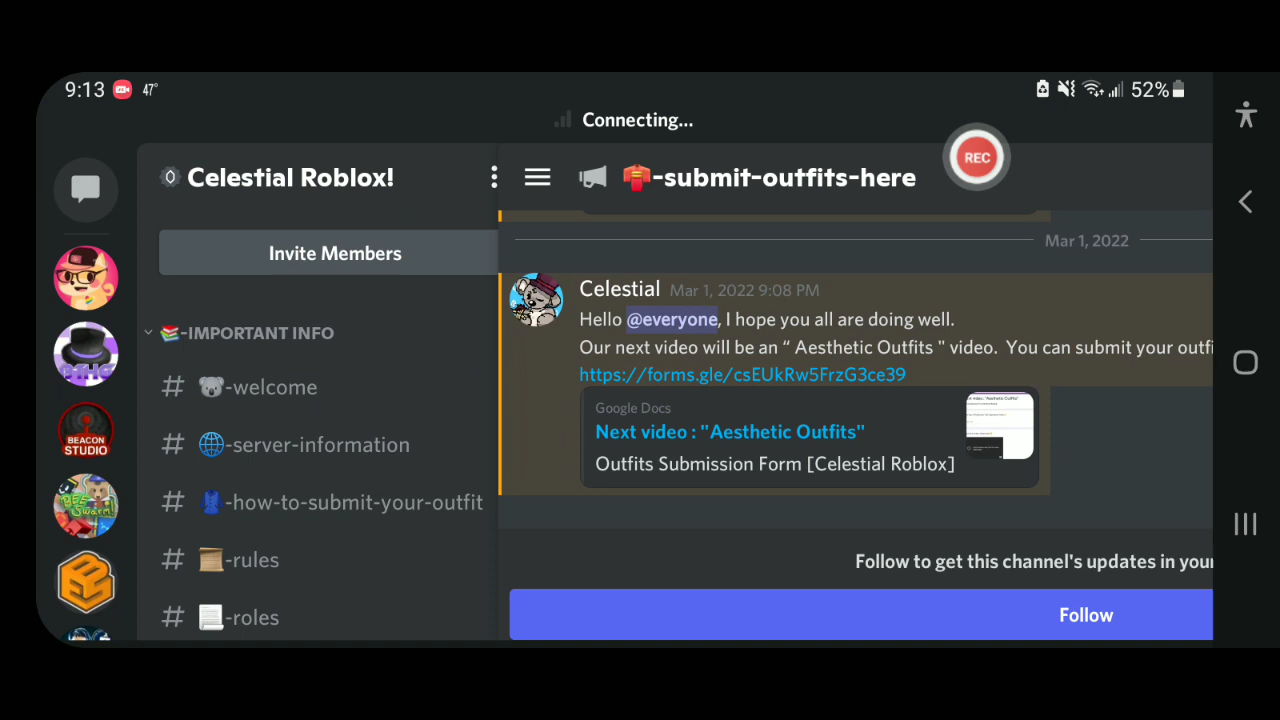 9:13 47° 52%
Connecting...
Celestial Roblox!
Invite Members
📚-IMPORTANT INFO
# 🐨-welcome
# 🌐-server-information
# 👗-how-to-submit-your-outfit
# 📜-rules
# 📃-roles
BEACON
STUDIO
BEE
Swarm!
-submit-outfits-here
REC
Mar 1, 2022
Celestial Mar 1, 2022 9:08 PM
Hello @everyone, I hope you all are doing well.
Our next video will be an “ Aesthetic Outfits " video. You can submit your outfi
https://forms.gle/csEUkRw5FrzG3ce39
Google Docs
Next video : "Aesthetic Outfits"
Outfits Submission Form [Celestial Roblox]
Follow to get this channel's updates in your
Follow